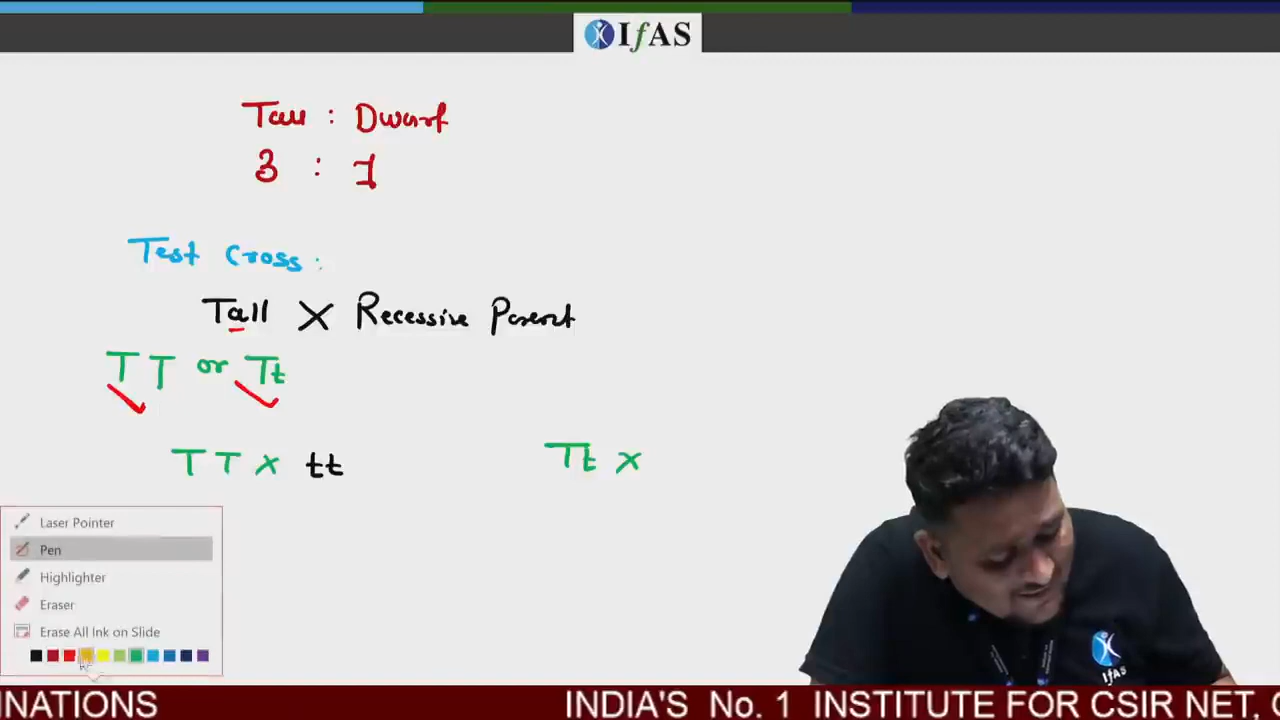 IfAS
Tall : Dwarf
3 : 1
Test Cross :
Tall X Recessive Parent
TT or Tt
TT x tt
Tt x
Laser Pointer
Pen
Highlighter
Eraser
Erase All Ink on Slide
IfAS
INATIONS INDIA'S No. 1 INSTITUTE FOR CSIR NET,